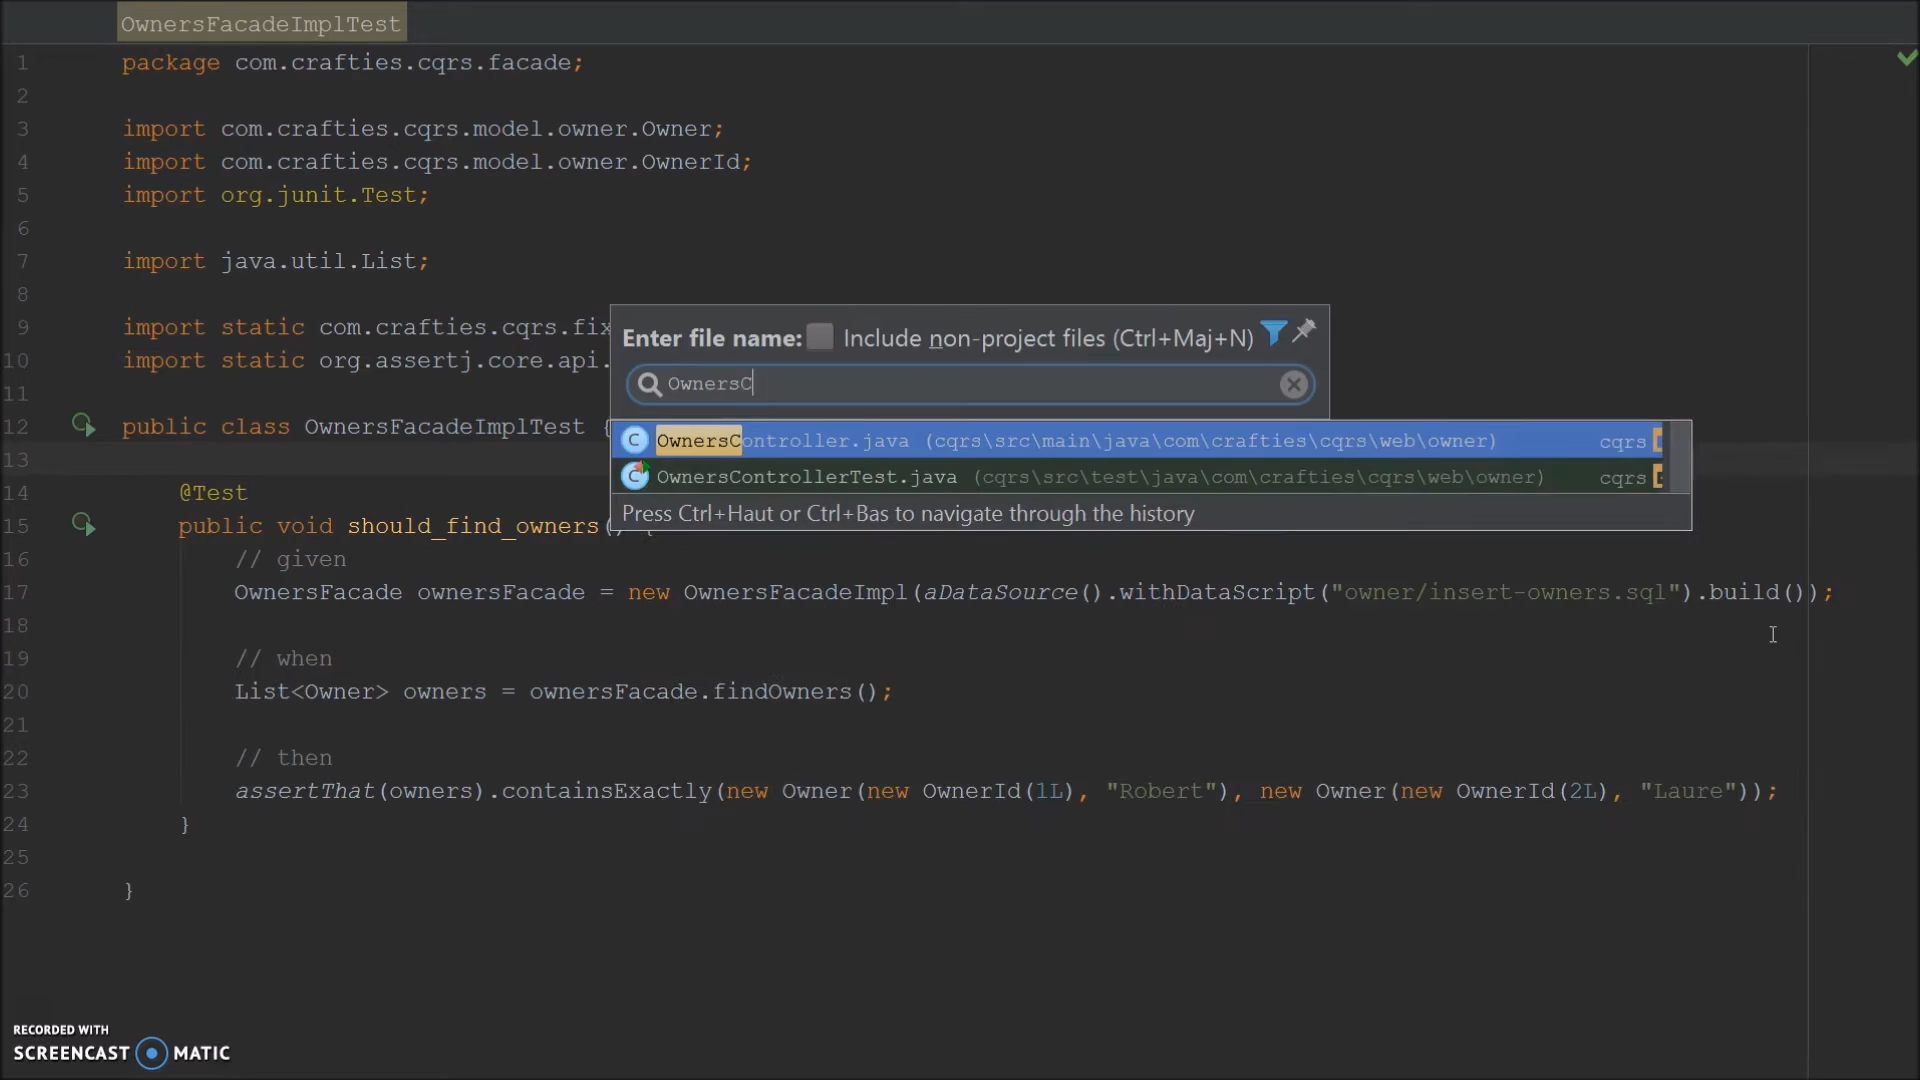 OwnersFacadeImplTest
1 package com.crafties.cqrs.facade;
2
3 import com.crafties.cqrs.model.owner.Owner;
4 import com.crafties.cqrs.model.owner.OwnerId;
5 import org.junit.Test;
6
7 import java.util.List;
8
9 import static com.crafties.cqrs.fix
10 import static org.assertj.core.api.
11
12 public class OwnersFacadeImplTest {
13
14 @Test
15 public void should_find_owners() {
16 // given
17 OwnersFacade ownersFacade = new OwnersFacadeImpl(aDataSource().withDataScript("owner/insert-owners.sql").build());
18
19 // when
20 List<Owner> owners = ownersFacade.findOwners();
21
22 // then
23 assertThat(owners).containsExactly(new Owner(new OwnerId(1L), "Robert"), new Owner(new OwnerId(2L), "Laure"));
24 }
25
26 }
Enter file name: Include non-project files (Ctrl+Maj+N)
OwnersC
OwnersController.java (cqrs\src\main\java\com\crafties\cqrs\web\owner) cqrs
OwnersControllerTest.java (cqrs\src\test\java\com\crafties\cqrs\web\owner) cqrs
Press Ctrl+Haut or Ctrl+Bas to navigate through the history
RECORDED WITH
SCREENCAST MATIC